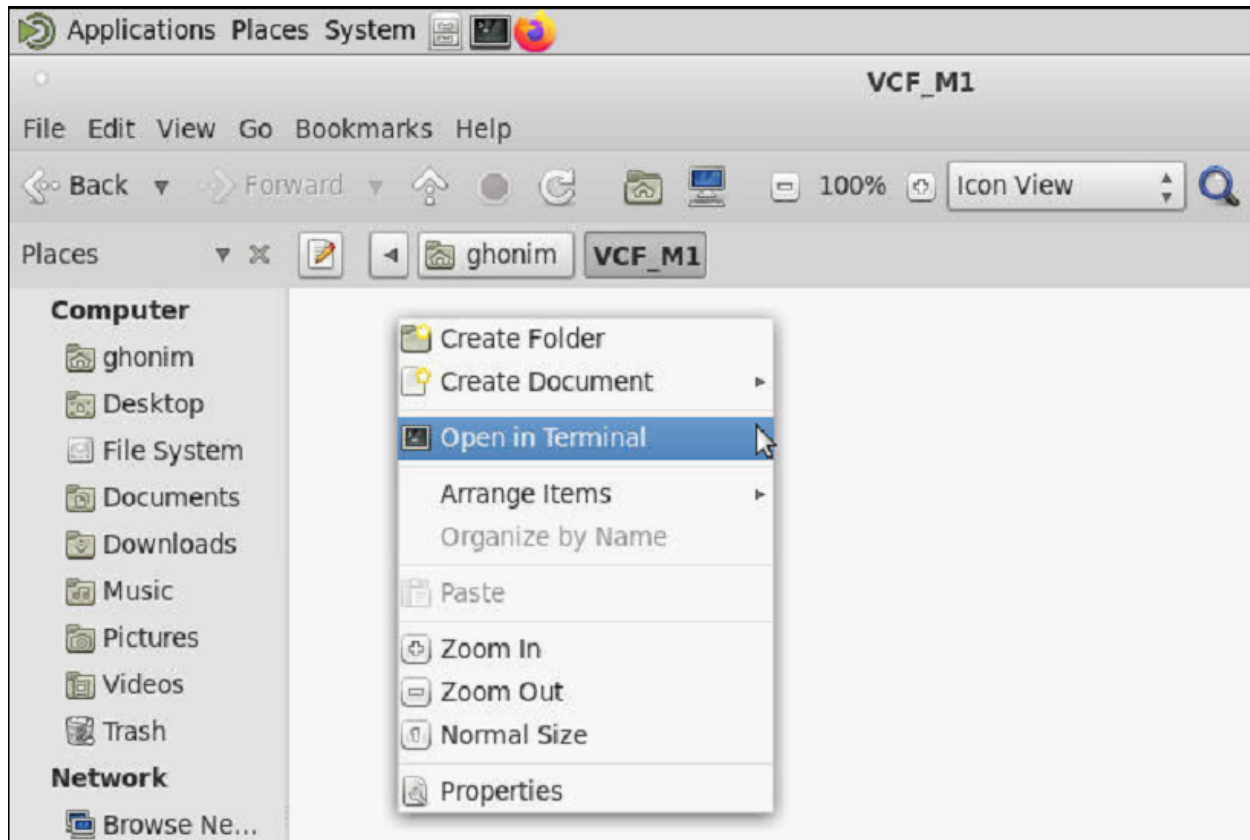 Applications Places System
VCF_M1
File Edit View Go Bookmarks Help
Back Forward 100% Icon View
Places ghonim VCF_M1
Computer
ghonim
Desktop
File System
Documents
Downloads
Music
Pictures
Videos
Trash
Network
Browse Ne...
Create Folder
Create Document
Open in Terminal
Arrange Items
Organize by Name
Paste
Zoom In
Zoom Out
Normal Size
Properties